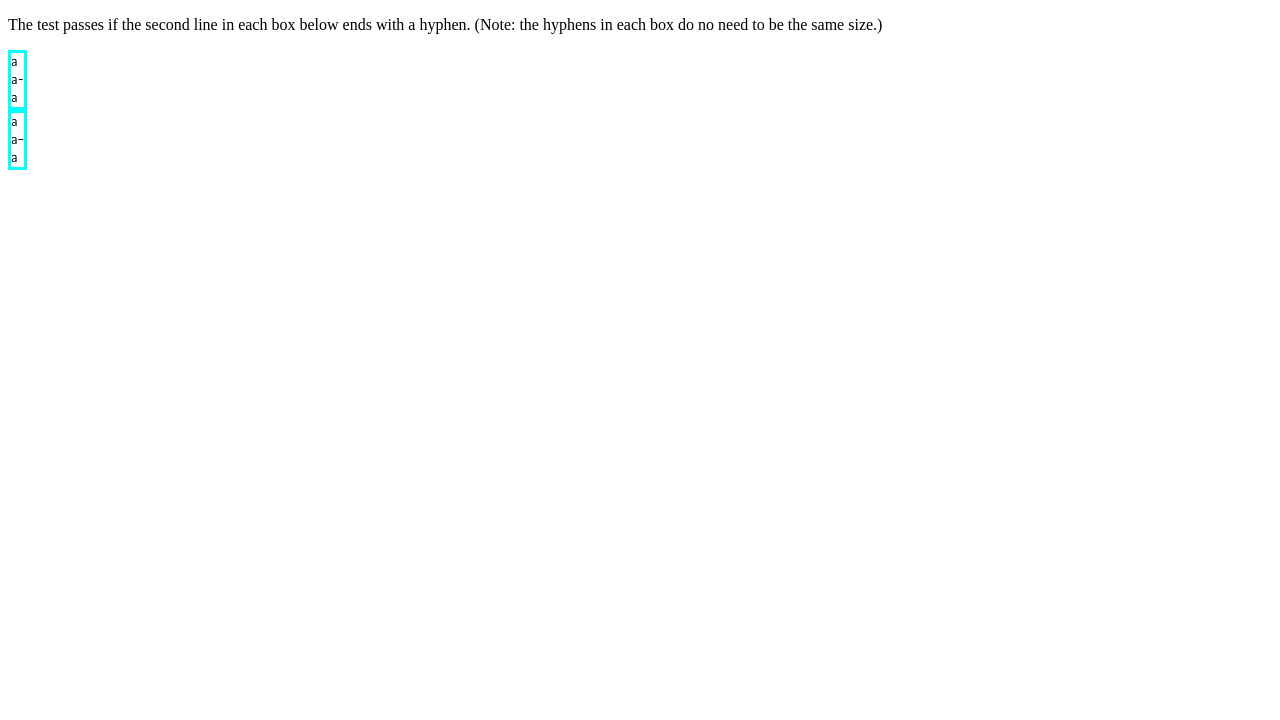 The test passes if the second line in each box below ends with a hyphen. (Note: the hyphens in each box do no need to be the same size.)
a
a-
a
a
a-
a